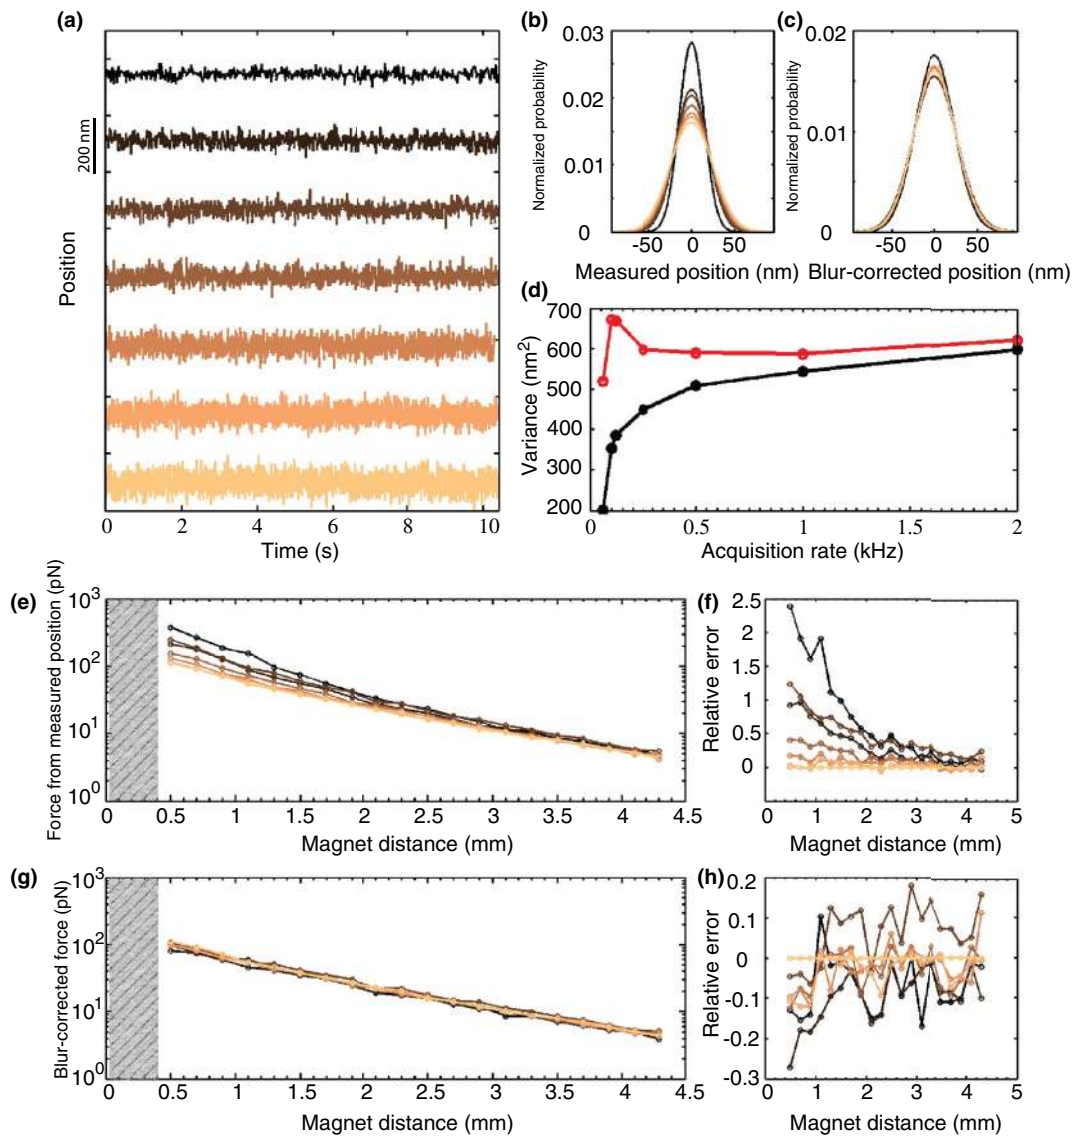 (a)
200 nm
Position
0 2 4 6 8 10
Time (s)
(b)
0.03
0.02
0.01
0
Normalized probability
-50 0 50
Measured position (nm)
(c)
0.02
0.01
0
Normalized probability
-50 0 50
Blur-corrected position (nm)
(d)
700
600
500
400
300
200
Variance (nm²)
0 0.5 1 1.5 2
Acquisition rate (kHz)
(e)
10³
10²
10¹
10⁰
Force from measured position (pN)
0 0.5 1 1.5 2 2.5 3 3.5 4 4.5
Magnet distance (mm)
(f)
2.5
2
1.5
1
0.5
0
Relative error
0 1 2 3 4 5
Magnet distance (mm)
(g)
10³
10²
10¹
10⁰
Blur-corrected force (pN)
0 0.5 1 1.5 2 2.5 3 3.5 4 4.5
Magnet distance (mm)
(h)
0.2
0.1
0
-0.1
-0.2
-0.3
Relative error
0 1 2 3 4 5
Magnet distance (mm)